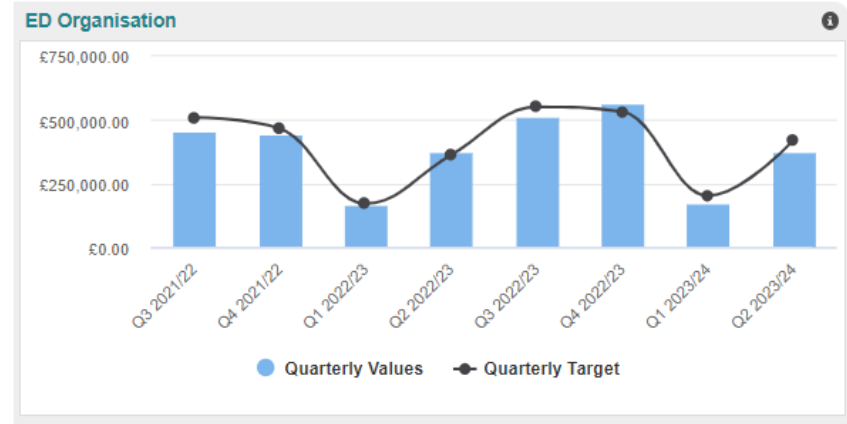 ED Organisation
£750,000.00
£500,000.00
£250,000.00
£0.00
Q3 2021/22
Q4 2021/22
Q1 2022/23
Q2 2022/23
Q3 2022/23
Q4 2022/23
Q1 2023/24
Q2 2023/24
Quarterly Values Quarterly Target